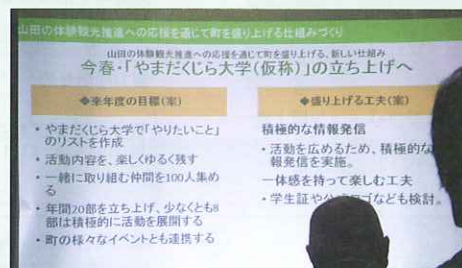 山田の体験観光推進への応援を通じて町を盛り上げる仕組みづくり
山田の体験観光推進への応援を通じて町を盛り上げる、新しい仕組み
今春・「やまだくじら大学(仮称)」の立ち上げへ
◆来年度の目標(案)
• やまだくじら大学で「やりたいこと」
のリストを作成
• 活動内容を、楽しくゆるく残す
• 一緒に取り組む仲間を100人集め
る
• 年間20部を立ち上げ、少なくとも8
部は積極的に活動を展開する
• 町の様々なイベントとも連携する
◆盛り上げる工夫(案)
積極的な情報発信
• 活動を広めるため、積極的な
報発信を実施。
一体感を持って楽しむ工夫
• 学生証や ゴなども検討。